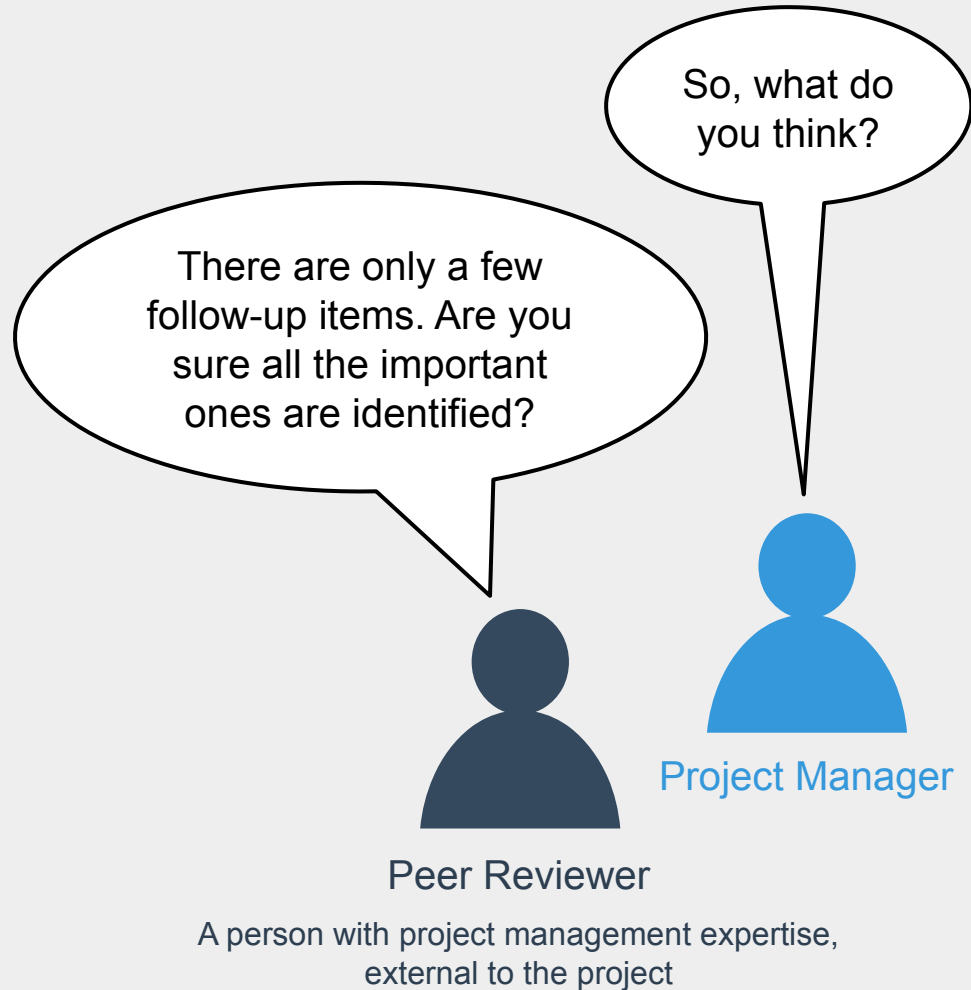 So, what do
you think?
There are only a few
follow-up items. Are you
sure all the important
ones are identified?
Project Manager
Peer Reviewer
A person with project management expertise,
external to the project